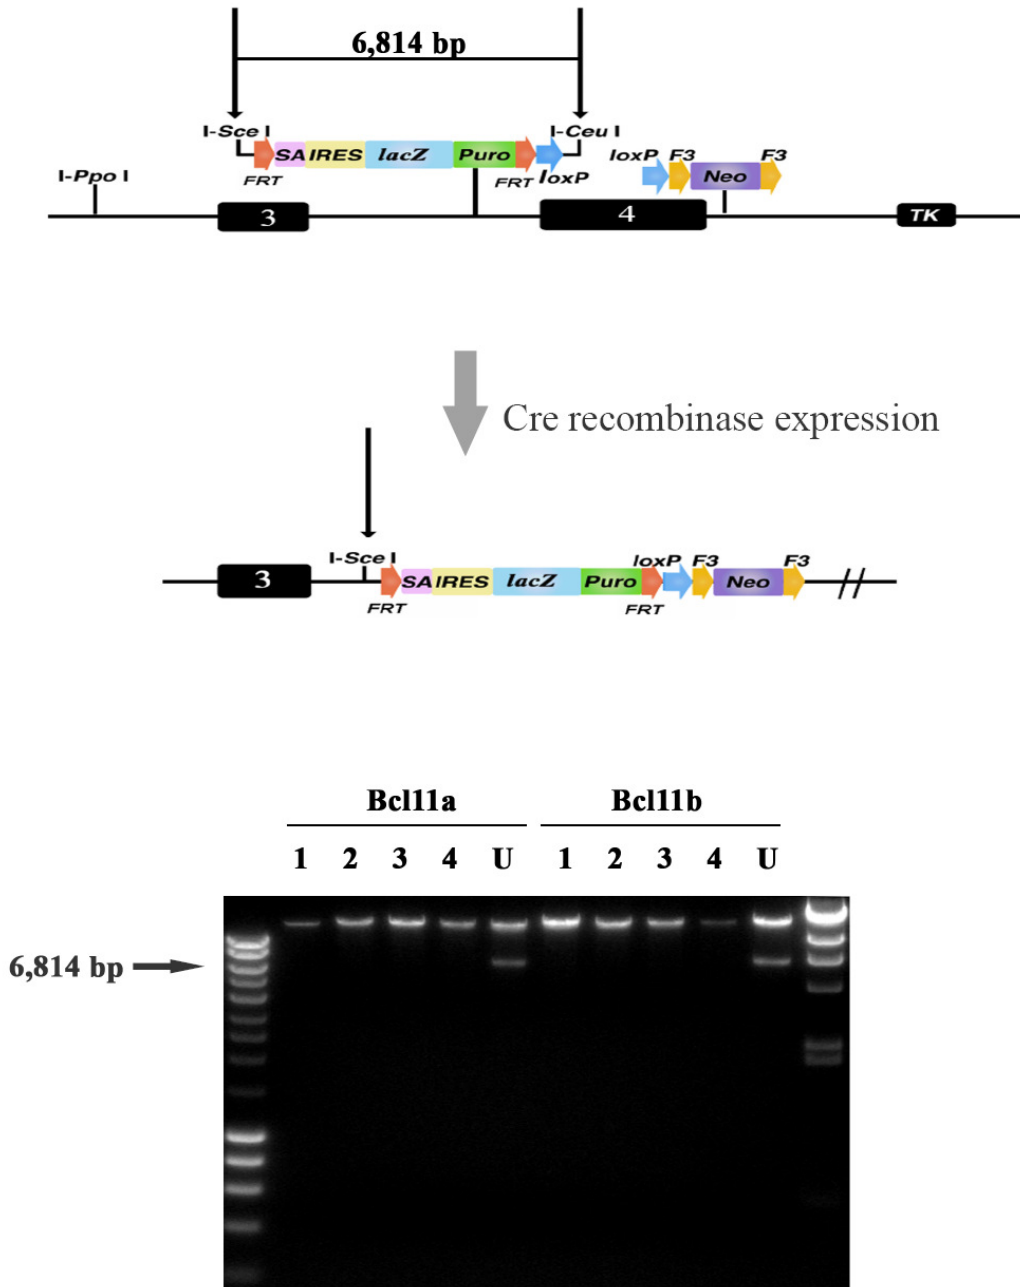 6,814 bp
I-Sce I I-Ceu I
SA IRES lacZ Puro
FRT FRT loxP
loxP F3 Neo F3
I-Ppo I
3 4 TK
Cre recombinase expression
I-Sce I loxP F3 F3
3 SA IRES lacZ Puro Neo
FRT FRT
Bcl11a Bcl11b
1 2 3 4 U 1 2 3 4 U
6,814 bp